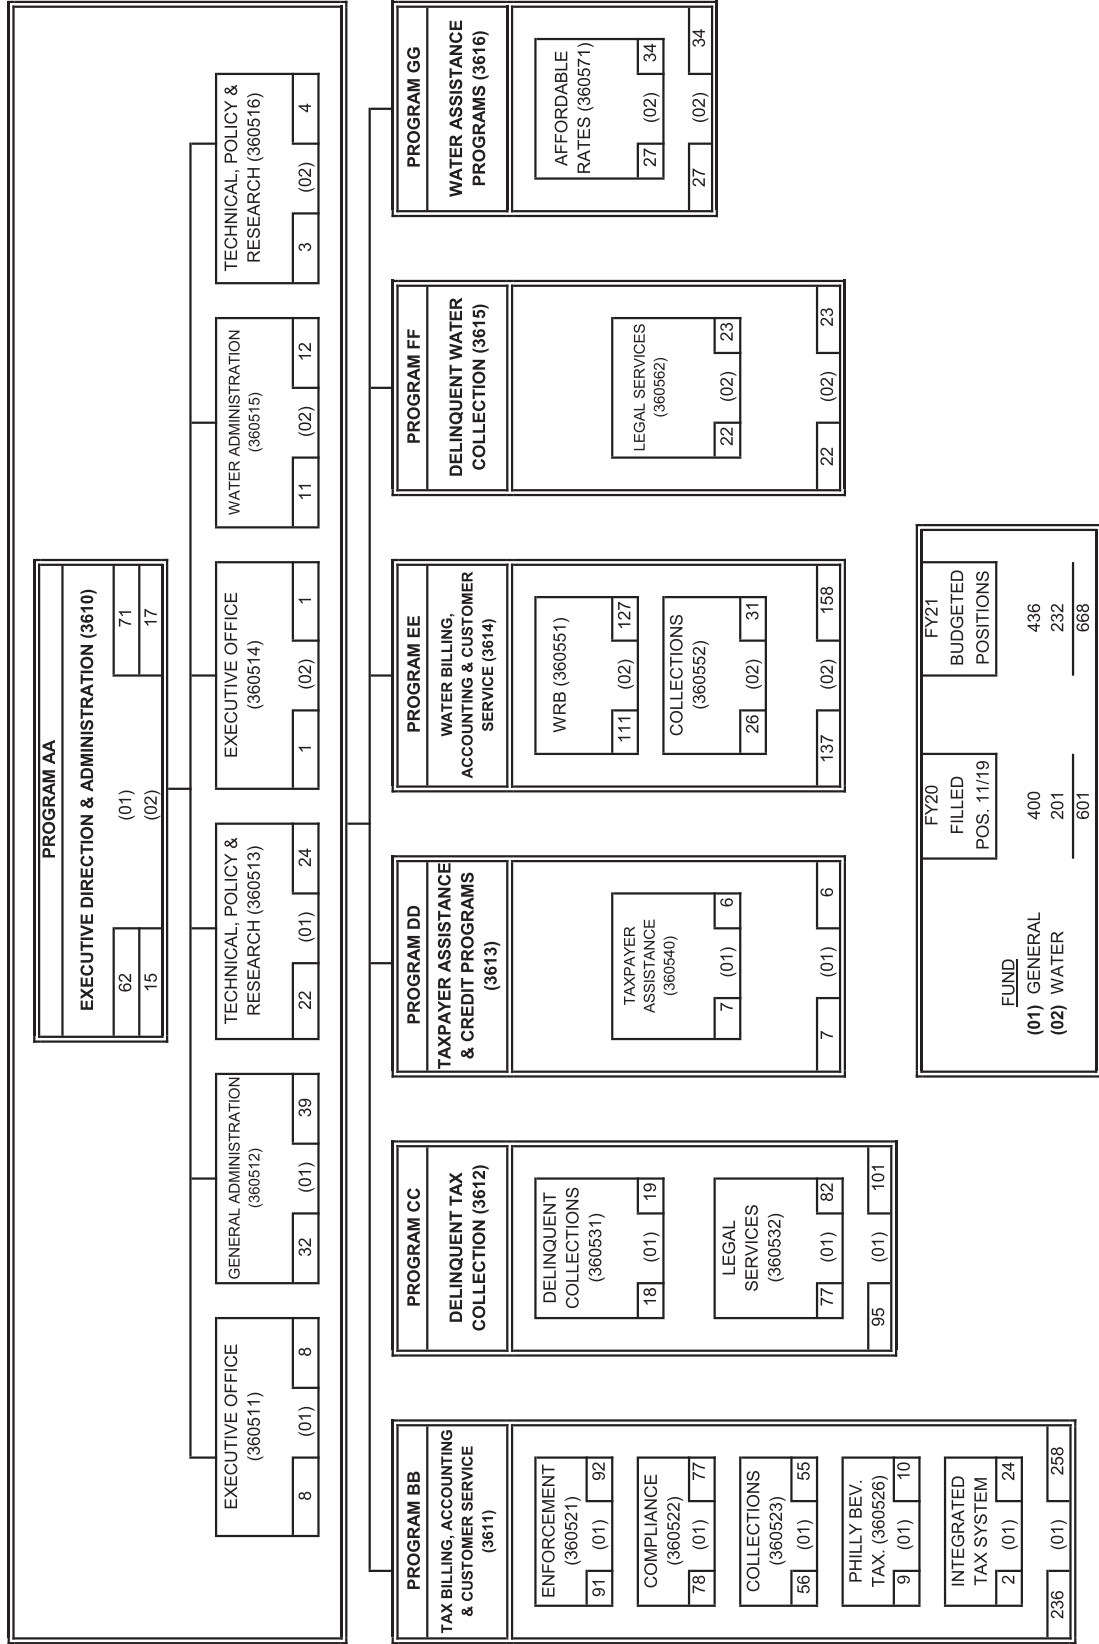 PROGRAM AA
EXECUTIVE DIRECTION & ADMINISTRATION (3610)
62 (01) 71
15 (02) 17
EXECUTIVE OFFICE
(360511)
8 (01) 8
GENERAL ADMINISTRATION
(360512)
32 (01) 39
TECHNICAL, POLICY &
RESEARCH (360513)
22 (01) 24
EXECUTIVE OFFICE
(360514)
1 (02) 1
WATER ADMINISTRATION
(360515)
11 (02) 12
TECHNICAL, POLICY &
RESEARCH (360516)
3 (02) 4
PROGRAM BB
TAX BILLING, ACCOUNTING
& CUSTOMER SERVICE
(3611)
ENFORCEMENT
(360521)
91 (01) 92
COMPLIANCE
(360522)
78 (01) 77
COLLECTIONS
(360523)
56 (01) 55
PHILLY BEV.
TAX. (360526)
9 (01) 10
INTEGRATED
TAX SYSTEM
2 (01) 24
236 (01) 258
PROGRAM CC
DELINQUENT TAX
COLLECTION (3612)
DELINQUENT
COLLECTIONS
(360531)
18 (01) 19
LEGAL
SERVICES
(360532)
77 (01) 82
95 (01) 101
PROGRAM DD
TAXPAYER ASSISTANCE
& CREDIT PROGRAMS
(3613)
TAXPAYER
ASSISTANCE
(360540)
7 (01) 6
7 (01) 6
PROGRAM EE
WATER BILLING,
ACCOUNTING & CUSTOMER
SERVICE (3614)
WRB (360551)
111 (02) 127
COLLECTIONS
(360552)
26 (02) 31
137 (02) 158
PROGRAM FF
DELINQUENT WATER
COLLECTION (3615)
LEGAL SERVICES
(360562)
22 (02) 23
22 (02) 23
PROGRAM GG
WATER ASSISTANCE
PROGRAMS (3616)
AFFORDABLE
RATES (360571)
27 (02) 34
27 (02) 34
FY20 FY21
FILLED BUDGETED
POS. 11/19 POSITIONS
FUND
(01) GENERAL 400 436
(02) WATER 201 232
601 668